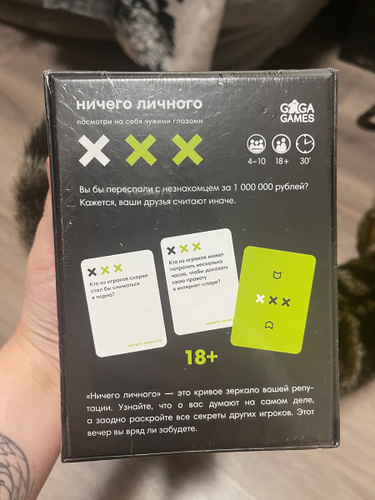 ничего личного
посмотри на себя чужими глазами
GAGA
GAMES
4–10 18+ 30'
Вы бы переспали с незнакомцем за 1 000 000 рублей?
Кажется, ваши друзья считают иначе.
Кто из игроков скорее
стал бы сниматься
в порно?
ничего личного
Кто из игроков может
потратить несколько
часов, чтобы доказать
свою правоту
в интернет-споре?
ничего личного
18+
«Ничего личного» — это кривое зеркало вашей репу-
тации. Узнайте, что о вас думают на самом деле,
а заодно раскройте все секреты других игроков. Этот
вечер вы вряд ли забудете.